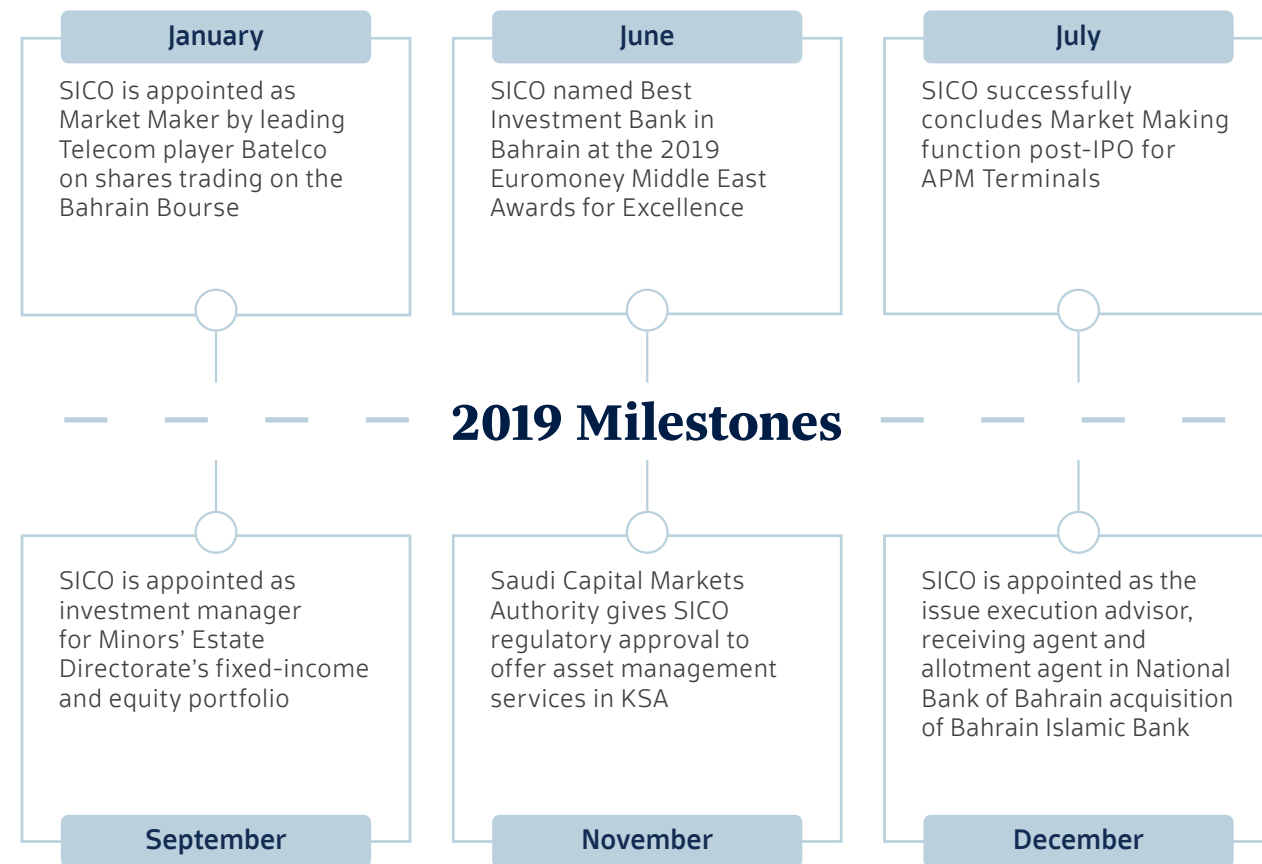 January
SICO is appointed as
Market Maker by leading
Telecom player Batelco
on shares trading on the
Bahrain Bourse
June
SICO named Best
Investment Bank in
Bahrain at the 2019
Euromoney Middle East
Awards for Excellence
July
SICO successfully
concludes Market Making
function post-IPO for
APM Terminals
2019 Milestones
SICO is appointed as
investment manager
for Minors’ Estate
Directorate’s fixed-income
and equity portfolio
September
Saudi Capital Markets
Authority gives SICO
regulatory approval to
offer asset management
services in KSA
November
SICO is appointed as the
issue execution advisor,
receiving agent and
allotment agent in National
Bank of Bahrain acquisition
of Bahrain Islamic Bank
December